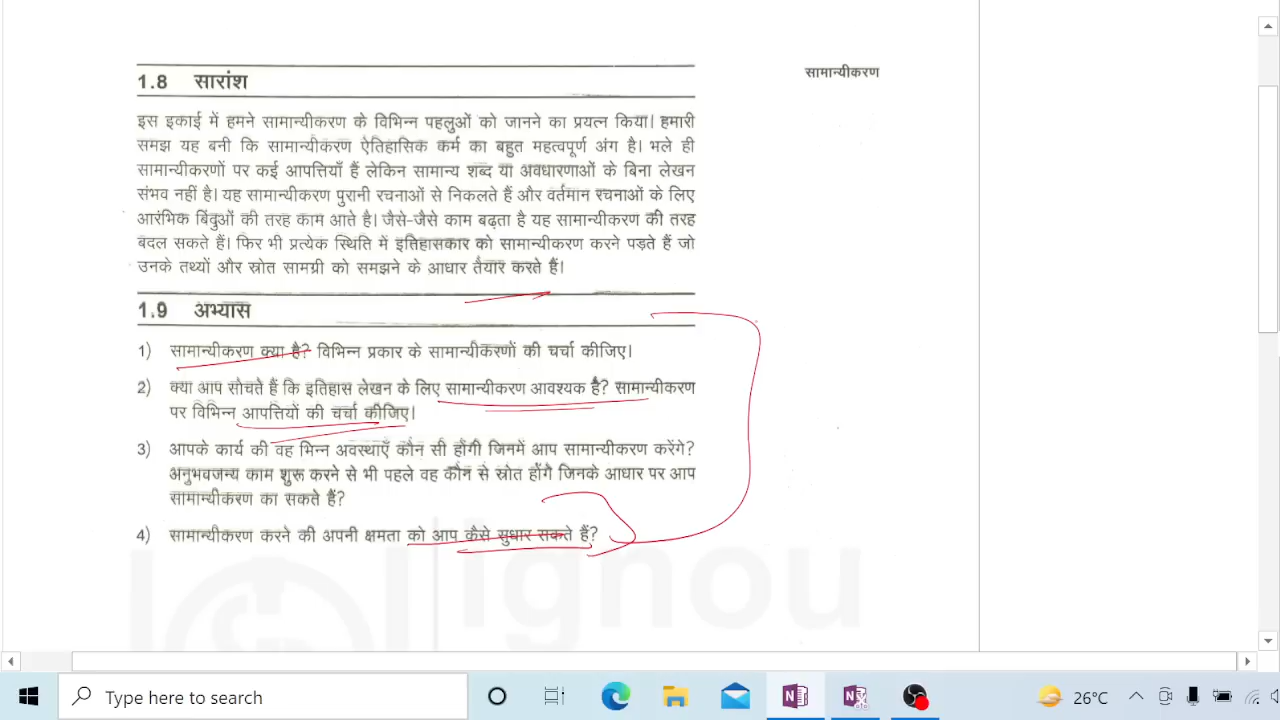 सामान्यीकरण
1.8 सारांश
इस इकाई में हमने सामान्यीकरण के विभिन्न पहलुओं को जानने का प्रयत्न किया। हमारी
समझ यह बनी कि सामान्यीकरण ऐतिहासिक कर्म का बहुत महत्वपूर्ण अंग है। भले ही
सामान्यीकरणों पर कई आपत्तियाँ हैं लेकिन सामान्य शब्द या अवधारणाओं के बिना लेखन
संभव नहीं है। यह सामान्यीकरण पुरानी रचनाओं से निकलते हैं और वर्तमान रचनाओं के लिए
आरंभिक बिंदुओं की तरह काम आते है। जैसे-जैसे काम बढ़ता है यह सामान्यीकरण की तरह
बदल सकते हैं। फिर भी प्रत्येक स्थिति में इतिहासकार को सामान्यीकरण करने पड़ते हैं जो
उनके तथ्यों और स्रोत सामग्री को समझने के आधार तैयार करते हैं।
1.9 अभ्यास
1) सामान्यीकरण क्या है? विभिन्न प्रकार के सामान्यीकरणों की चर्चा कीजिए।
2) क्या आप सोचते हैं कि इतिहास लेखन के लिए सामान्यीकरण आवश्यक है? सामान्यीकरण
पर विभिन्न आपत्तियों की चर्चा कीजिए।
3) आपके कार्य की वह भिन्न अवस्थाएँ कौन सी होंगी जिनमें आप सामान्यीकरण करेंगे?
अनुभवजन्य काम शुरू करने से भी पहले वह कौन से स्रोत होंगे जिनके आधार पर आप
सामान्यीकरण का सकते हैं?
4) सामान्यीकरण करने की अपनी क्षमता को आप कैसे सुधार सकते हैं?
ignou
Type here to search
26°C